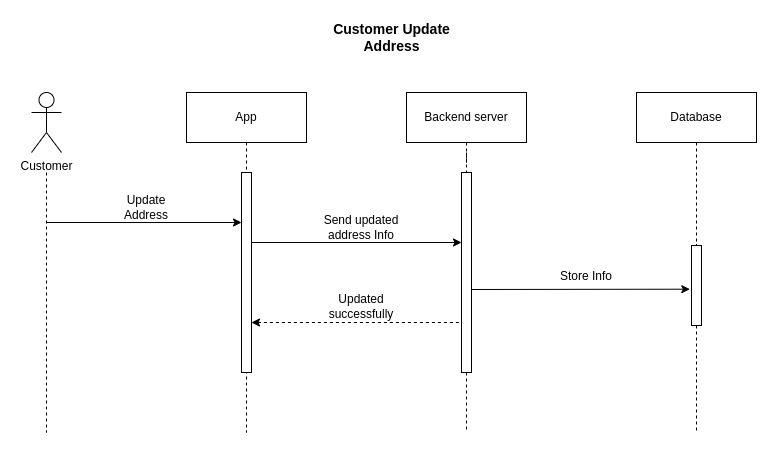 Customer Update
Address
App
Backend server
Database
Customer
Update
Address
Send updated
address Info
Store Info
Updated
successfully